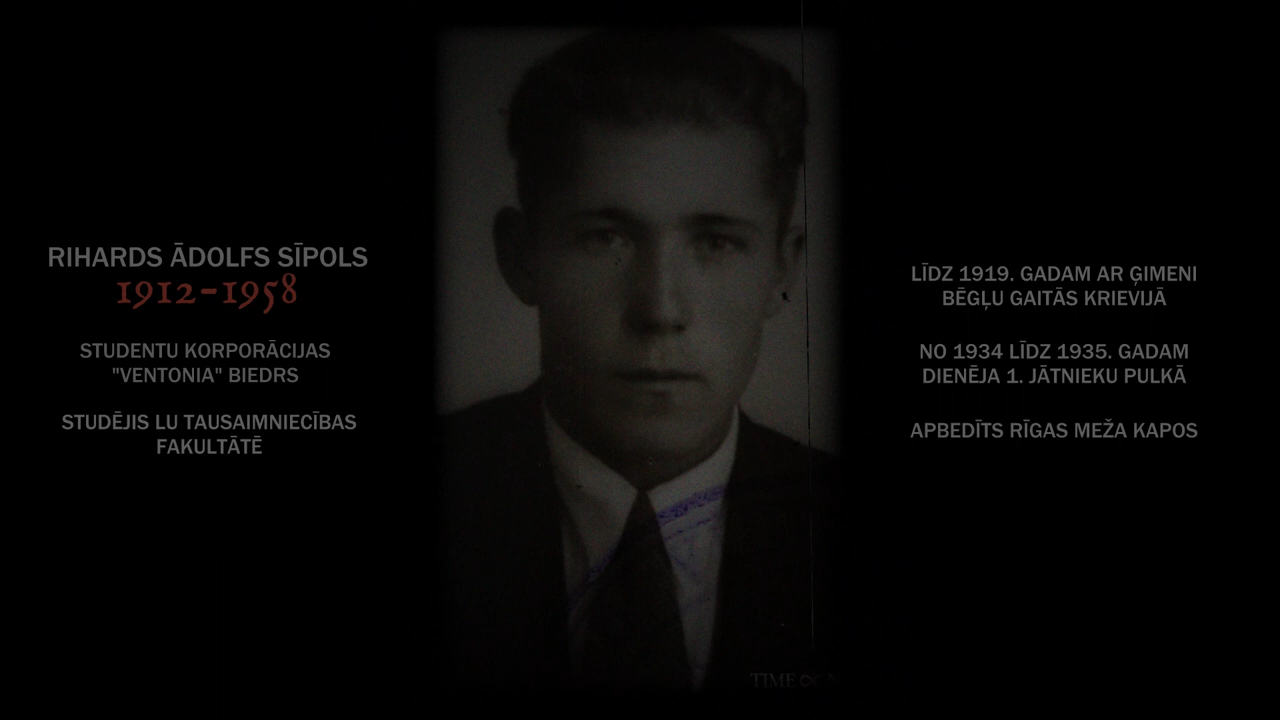 RIHARDS ĀDOLFS SĪPOLS
1912-1958
STUDENTU KORPORĀCIJAS
"VENTONIA" BIEDRS
STUDĒJIS LU TAUSAIMNIECĪBAS
FAKULTĀTĒ
LĪDZ 1919. GADAM AR ĢIMENI
BĒGĻU GAITĀS KRIEVIJĀ
NO 1934 LĪDZ 1935. GADAM
DIENĒJA 1. JĀTNIEKU PULKĀ
APBEDĪTS RĪGAS MEŽA KAPOS
TIME